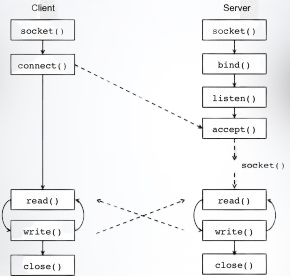 Client
Server
socket()
socket()
connect()
bind()
listen()
accept()
socket()
read()
read()
write()
write()
close()
close()